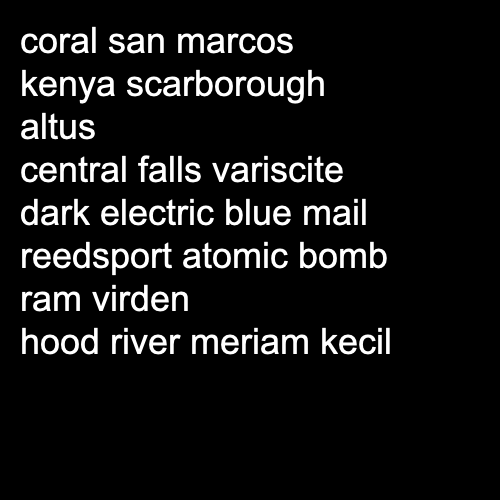 coral san marcos
kenya scarborough
altus
central falls variscite
dark electric blue mail
reedsport atomic bomb
ram virden
hood river meriam kecil